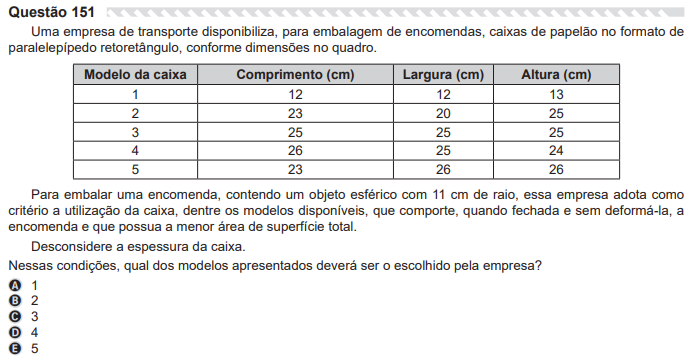 Questão 151
Uma empresa de transporte disponibiliza, para embalagem de encomendas, caixas de papelão no formato de
paralelepípedo retoretângulo, conforme dimensões no quadro.
Modelo da caixa Comprimento (cm) Largura (cm) Altura (cm)
1 12 12 13
2 23 20 25
3 25 25 25
4 26 25 24
5 23 26 26
Para embalar uma encomenda, contendo um objeto esférico com 11 cm de raio, essa empresa adota como
critério a utilização da caixa, dentre os modelos disponíveis, que comporte, quando fechada e sem deformá-la, a
encomenda e que possua a menor área de superfície total.
Desconsidere a espessura da caixa.
Nessas condições, qual dos modelos apresentados deverá ser o escolhido pela empresa?
A 1
B 2
C 3
D 4
E 5